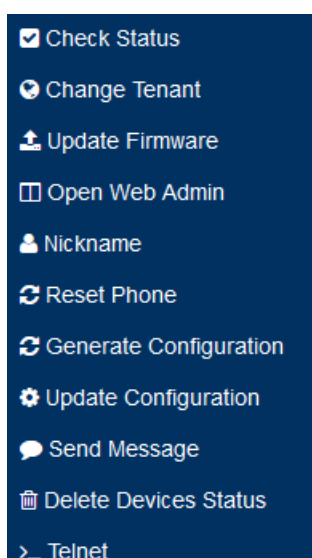 Check Status
Change Tenant
Update Firmware
Open Web Admin
Nickname
Reset Phone
Generate Configuration
Update Configuration
Send Message
Delete Devices Status
Telnet